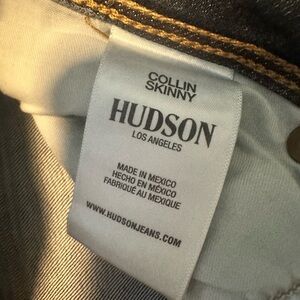 COLLIN
SKINNY
HUDSON
LOS ANGELES
MADE IN MEXICO
HECHO EN MÉXICO
FABRIQUÉ AU MEXIQUE
WWW.HUDSONJEANS.COM